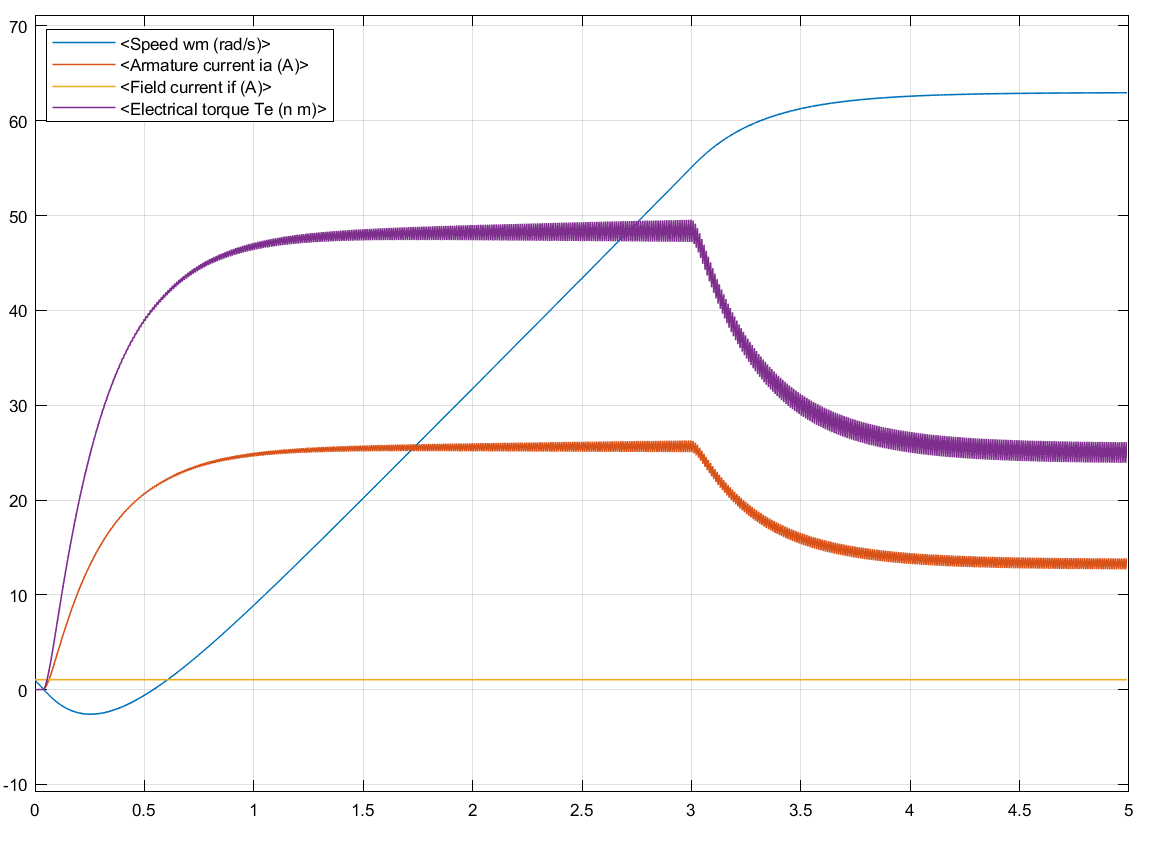 70
60
50
40
30
20
10
0
-10
<Speed wm (rad/s)>
<Armature current ia (A)>
<Field current if (A)>
<Electrical torque Te (n m)>
0 0.5 1 1.5 2 2.5 3 3.5 4 4.5 5